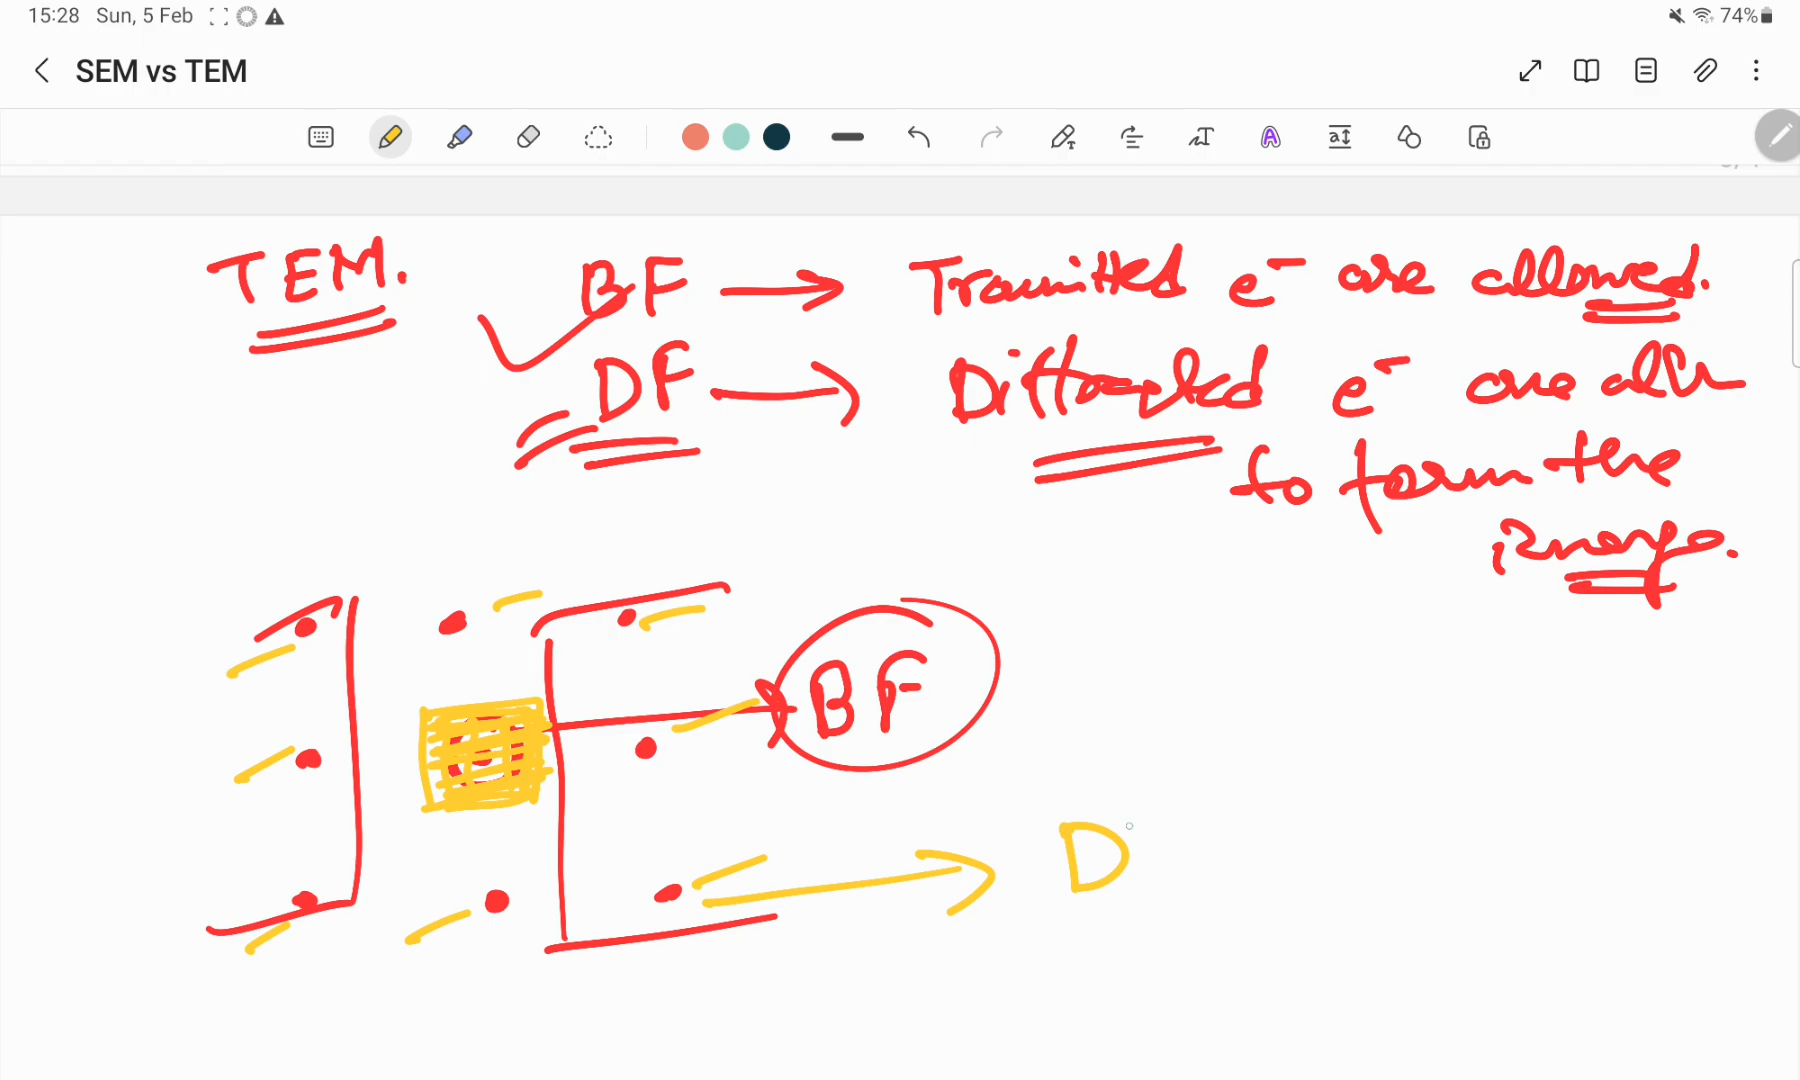 15:28 Sun, 5 Feb 74%
SEM vs TEM
TEM. BF → Transmitted e⁻ are allowed.
DF → Diffracted e⁻ are
to form the
image.
BF
D